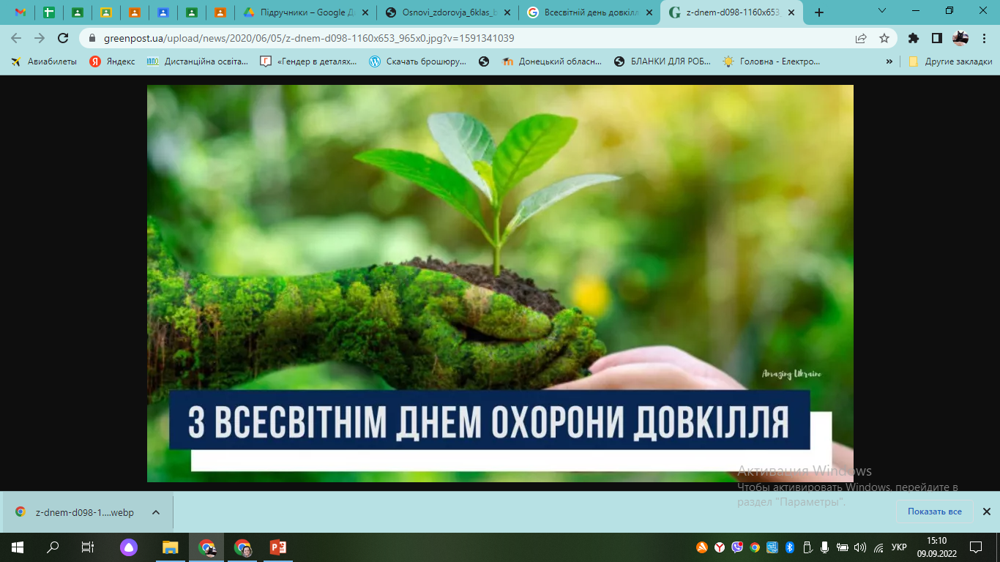 Підручники – Google Д
Osnovi_zdorovja_6klas_b
Всесвітній день довкілл
z-dnem-d098-1160x653_
greenpost.ua/upload/news/2020/06/05/z-dnem-d098-1160x653_965x0.jpg?v=1591341039
Авиабилеты
Яндекс
Дистанційна освіта...
«Гендер в деталях...
Скачать брошюру...
Донецький обласн...
БЛАНКИ ДЛЯ РОБ...
Головна - Електро...
»
Другие закладки
Amazing Ukraine
З ВСЕСВІТНІМ ДНЕМ ОХОРОНИ ДОВКІЛЛЯ
Активация Windows
Чтобы активировать Windows, перейдите в
раздел "Параметры".
z-dnem-d098-1....webp
Показать все
УКР
15:10
09.09.2022